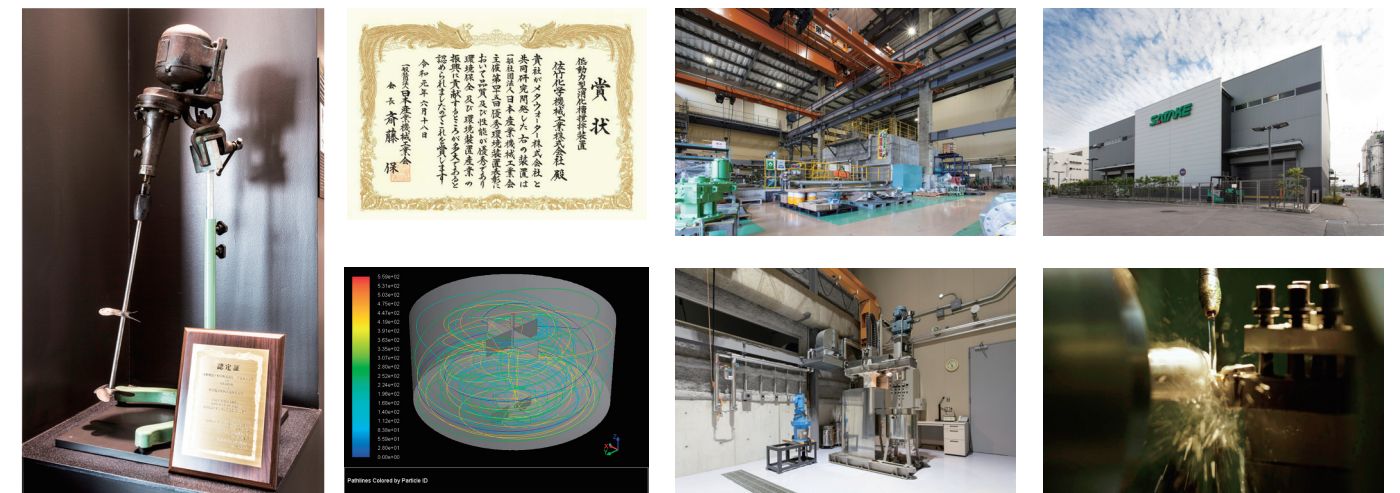 認定証
賞状
低動力型消化槽攪拌装置
佐竹化学機械工業株式会社 殿
貴社がメタウォーター株式会社と
共同研究開発した右の装置は
一般社団法人日本産業機械工業会
主催第四十五回優秀環境装置表彰に
おいて品質及び性能が優秀であり
環境保全及び環境装置産業の
振興に貢献するところが多大であると
認められましたのでこれを賞します
令和元年六月十八日
一般社団法人日本産業機械工業会
会長 斎藤 保
SATAKE
5.59e+02
5.31e+02
5.03e+02
4.75e+02
4.47e+02
4.19e+02
3.91e+02
3.63e+02
3.35e+02
3.07e+02
2.80e+02
2.52e+02
2.24e+02
1.96e+02
1.68e+02
1.40e+02
1.12e+02
8.39e+01
5.59e+01
2.80e+01
0.00e+00
Z
Y
X
Pathlines Colored by Particle ID